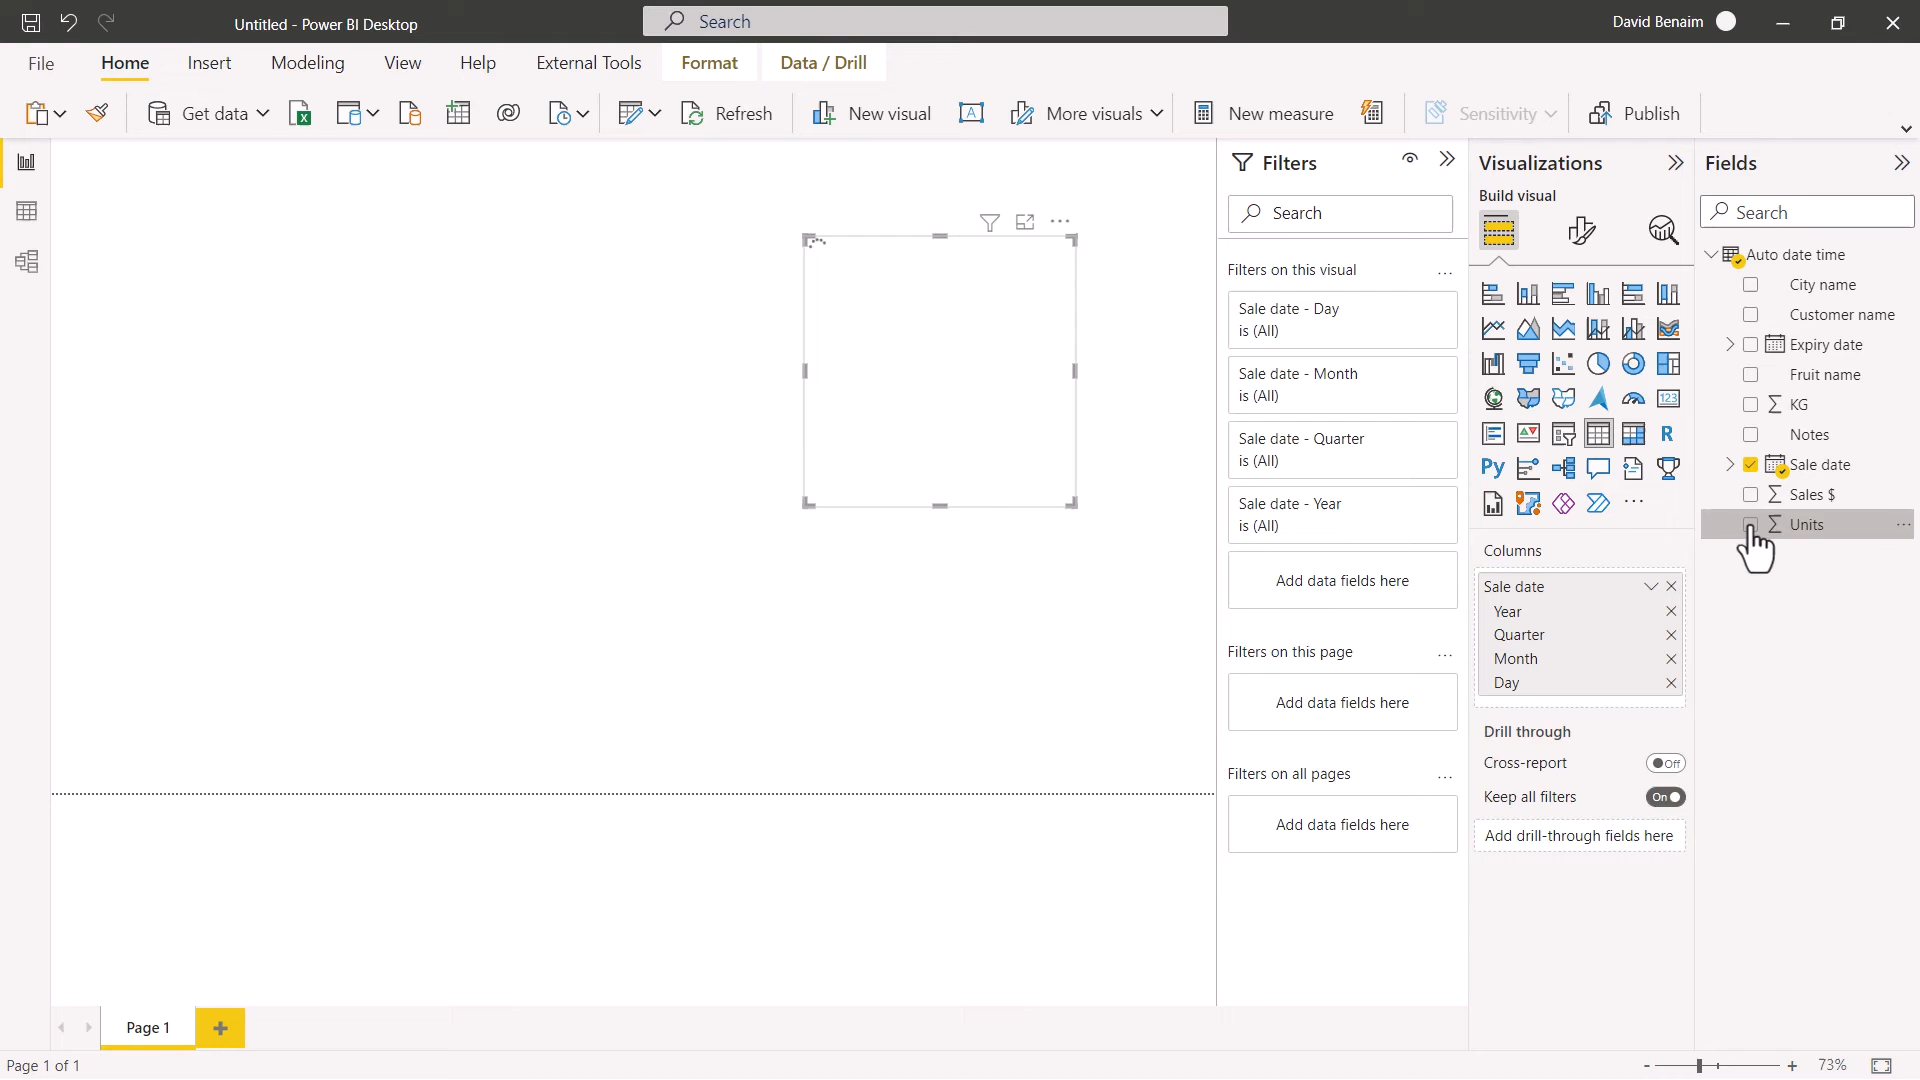 Untitled - Power BI Desktop
Search
David Benaim
File
Home
Insert
Modeling
View
Help
External Tools
Format
Data / Drill
Get data
Refresh
New visual
More visuals
New measure
Sensitivity
Publish
Filters
Search
Filters on this visual
Sale date - Day
is (All)
Sale date - Month
is (All)
Sale date - Quarter
is (All)
Sale date - Year
is (All)
Add data fields here
Filters on this page
Add data fields here
Filters on all pages
Add data fields here
Visualizations
Build visual
123
R
Py
Columns
Sale date
Year
Quarter
Month
Day
Drill through
Cross-report
Off
Keep all filters
On
Add drill-through fields here
Fields
Search
Auto date time
City name
Customer name
Expiry date
Fruit name
KG
Notes
Sale date
Sales $
Units
Page 1
Page 1 of 1
73%